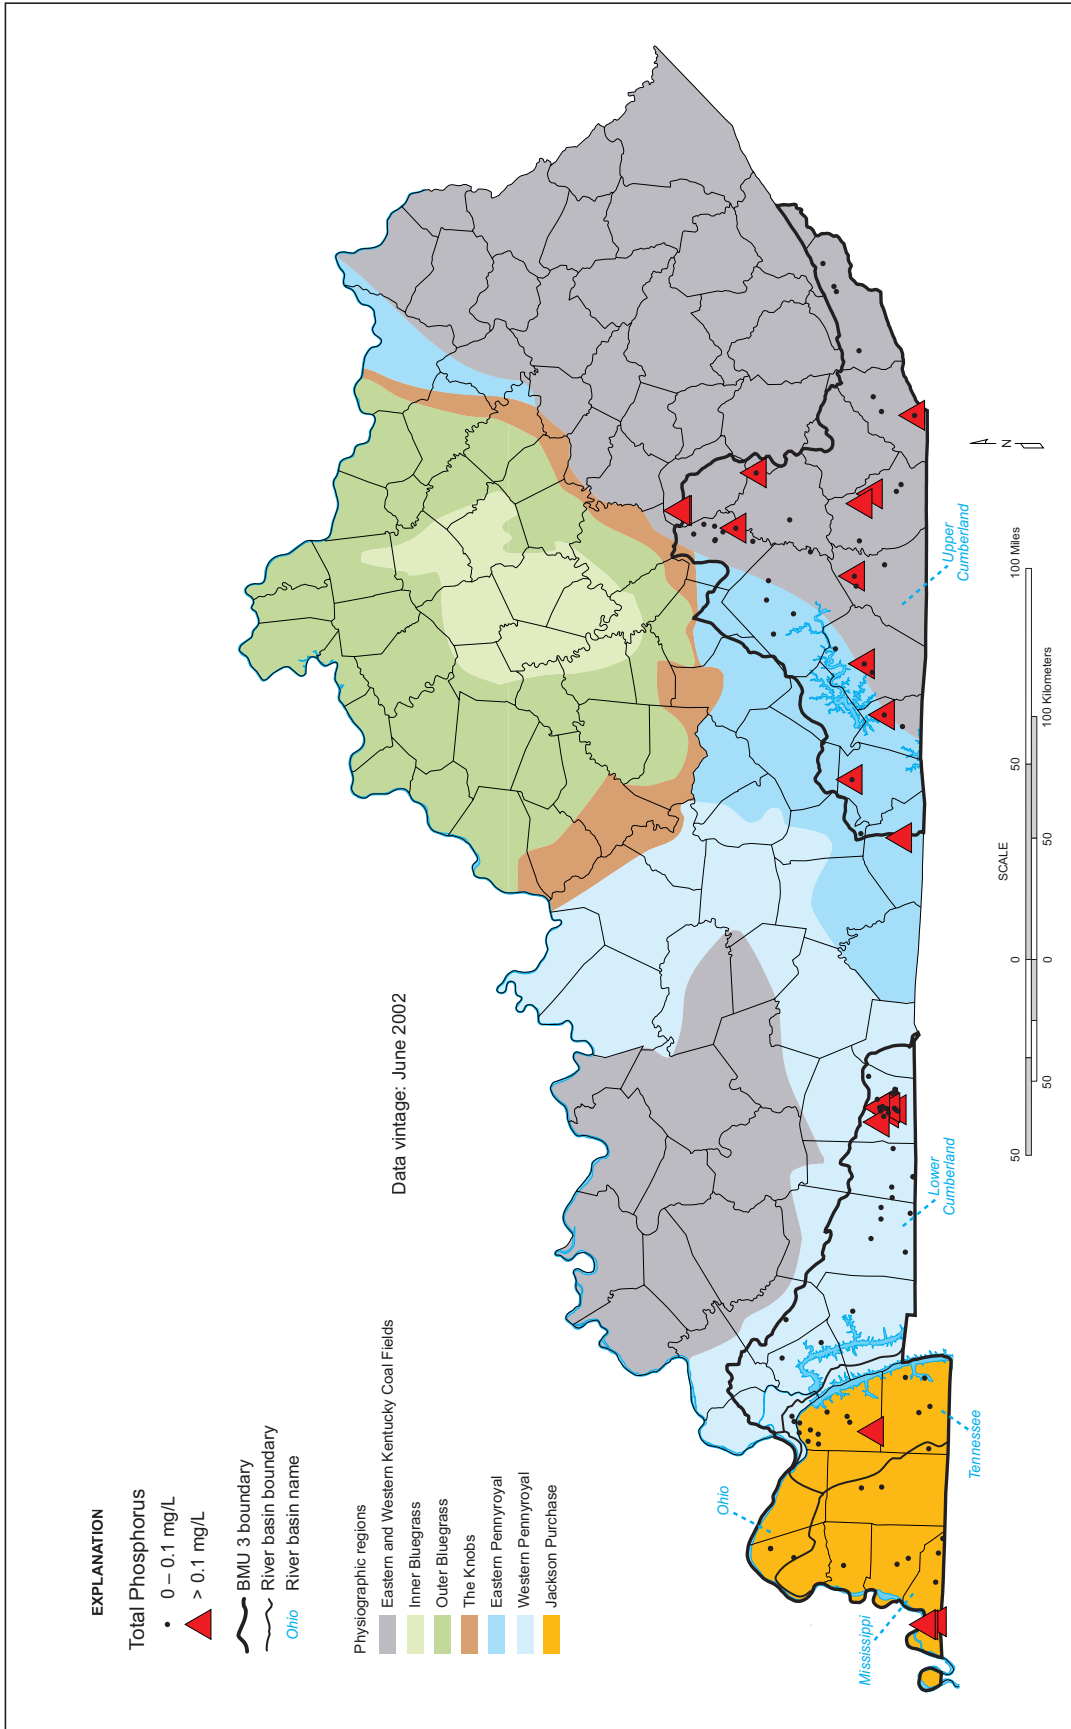 EXPLANATION
Total Phosphorus
0 – 0.1 mg/L
> 0.1 mg/L
BMU 3 boundary
River basin boundary
Ohio River basin name
Physiographic regions
Eastern and Western Kentucky Coal Fields
Inner Bluegrass
Outer Bluegrass
The Knobs
Eastern Pennyroyal
Western Pennyroyal
Jackson Purchase
Data vintage: June 2002
Ohio
Mississippi
Tennessee
Lower
Cumberland
Upper
Cumberland
N
SCALE
50 0 50 100 Miles
50 0 50 100 Kilometers